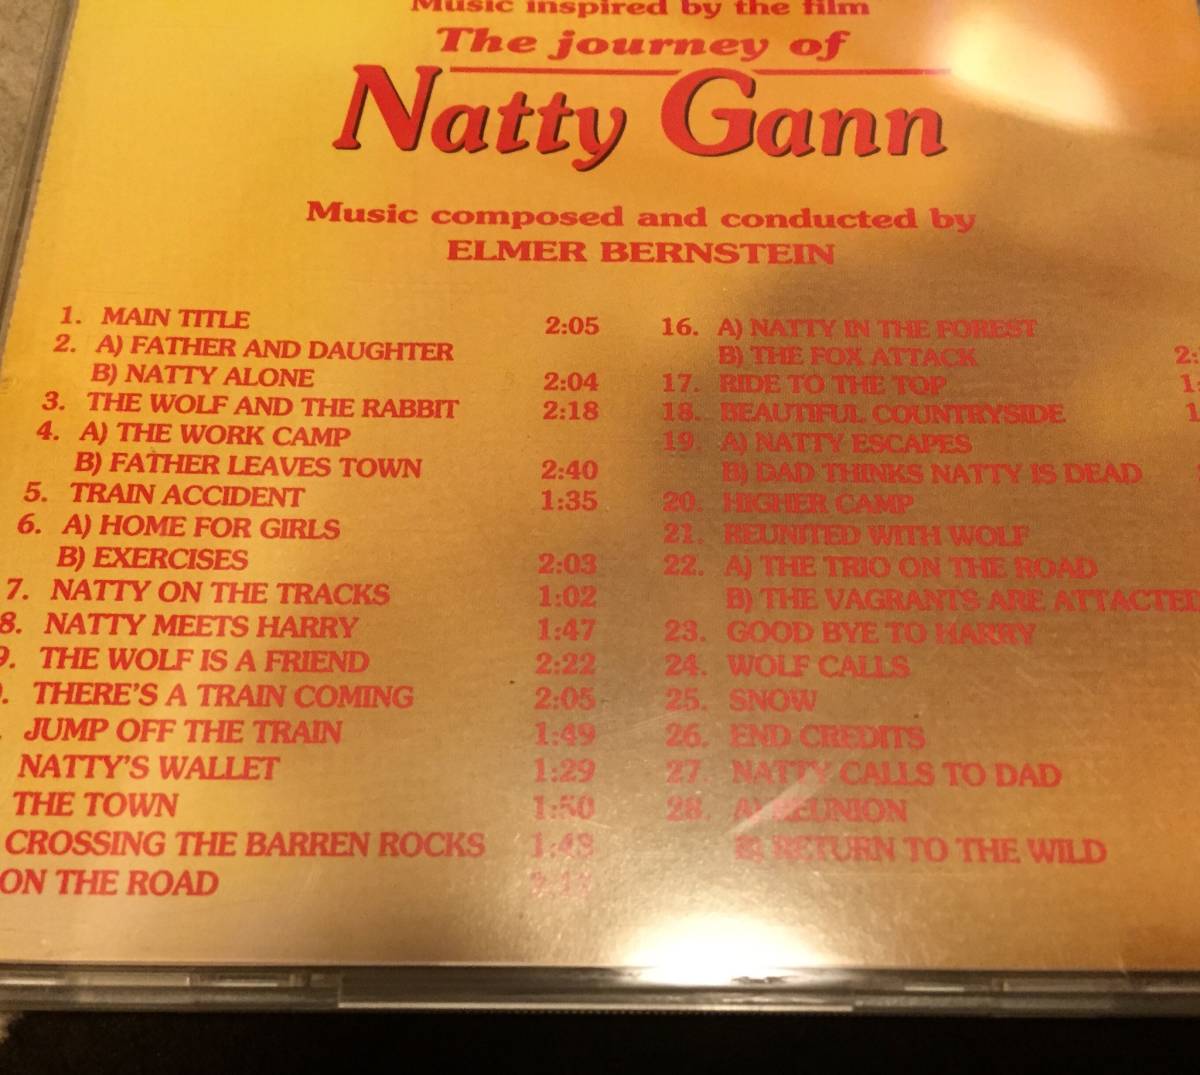 Music inspired by the film
The journey of
Natty Gann
Music composed and conducted by
ELMER BERNSTEIN
1. MAIN TITLE 2:05
2. A) FATHER AND DAUGHTER
B) NATTY ALONE 2:04
3. THE WOLF AND THE RABBIT 2:18
4. A) THE WORK CAMP
B) FATHER LEAVES TOWN 2:40
5. TRAIN ACCIDENT 1:35
6. A) HOME FOR GIRLS
B) EXERCISES 2:03
7. NATTY ON THE TRACKS 1:02
8. NATTY MEETS HARRY 1:47
9. THE WOLF IS A FRIEND 2:22
THERE'S A TRAIN COMING 2:05
JUMP OFF THE TRAIN 1:49
NATTY'S WALLET 1:29
THE TOWN 1:50
CROSSING THE BARREN ROCKS
ON THE ROAD
16. A) NATTY IN THE FOREST
B) THE FOX ATTACK
17. RIDE TO THE TOP
18. BEAUTIFUL COUNTRYSIDE
19. A) NATTY ESCAPES
B) DAD THINKS NATTY IS DEAD
20. HIGHER CAMP
21. REUNITED WITH WOLF
22. A) THE TRIO ON THE ROAD
B) THE VAGRANTS ARE ATTACTED
23. GOOD BYE TO HARRY
24. WOLF CALLS
25. SNOW
26. END CREDITS
27. NATTY CALLS TO DAD
28. A) REUNION
B) RETURN TO THE WILD